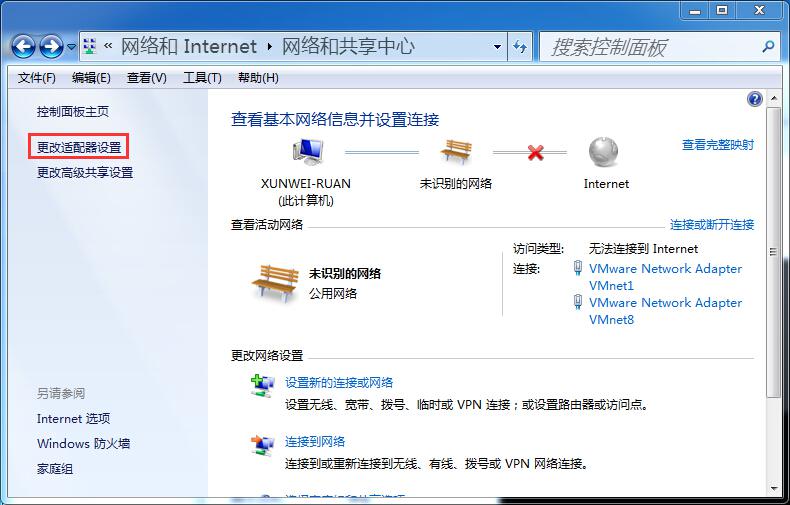 « 网络和 Internet 网络和共享中心 搜索控制面板
文件(F) 编辑(E) 查看(V) 工具(T) 帮助(H)
控制面板主页
更改适配器设置
更改高级共享设置
另请参阅
Internet 选项
Windows 防火墙
家庭组
查看基本网络信息并设置连接
XUNWEI-RUAN
(此计算机)
未识别的网络
Internet
查看完整映射
查看活动网络 连接或断开连接
未识别的网络
公用网络
访问类型: 无法连接到 Internet
连接: VMware Network Adapter
VMnet1
VMware Network Adapter
VMnet8
更改网络设置
设置新的连接或网络
设置无线、宽带、拨号、临时或 VPN 连接；或设置路由器或访问点。
连接到网络
连接到或重新连接到无线、有线、拨号或 VPN 网络连接。